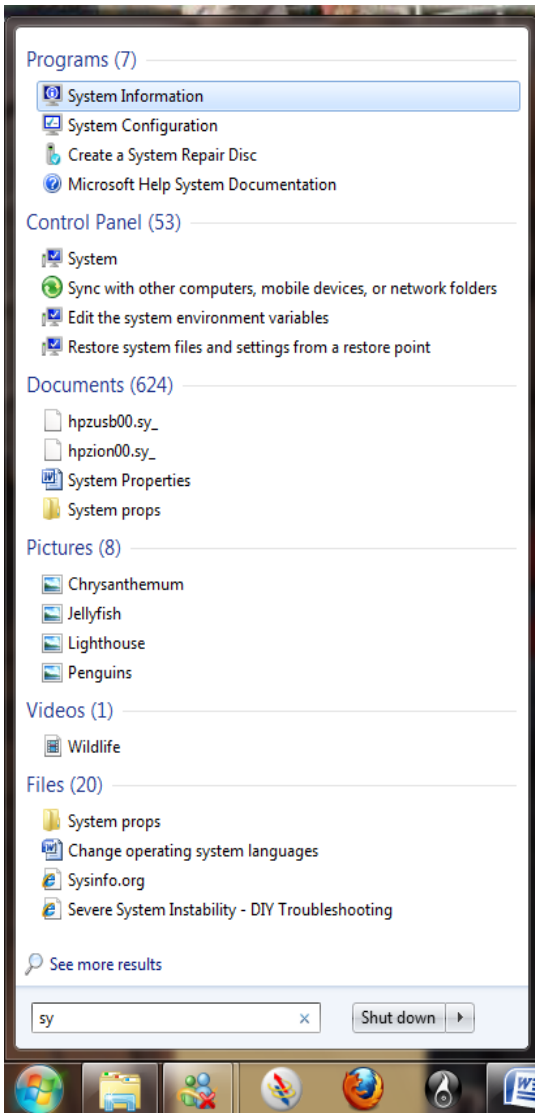 Programs (7)
System Information
System Configuration
Create a System Repair Disc
Microsoft Help System Documentation
Control Panel (53)
System
Sync with other computers, mobile devices, or network folders
Edit the system environment variables
Restore system files and settings from a restore point
Documents (624)
hpzusb00.sy_
hpzion00.sy_
System Properties
System props
Pictures (8)
Chrysanthemum
Jellyfish
Lighthouse
Penguins
Videos (1)
Wildlife
Files (20)
System props
Change operating system languages
Sysinfo.org
Severe System Instability - DIY Troubleshooting
See more results
sy
Shut down